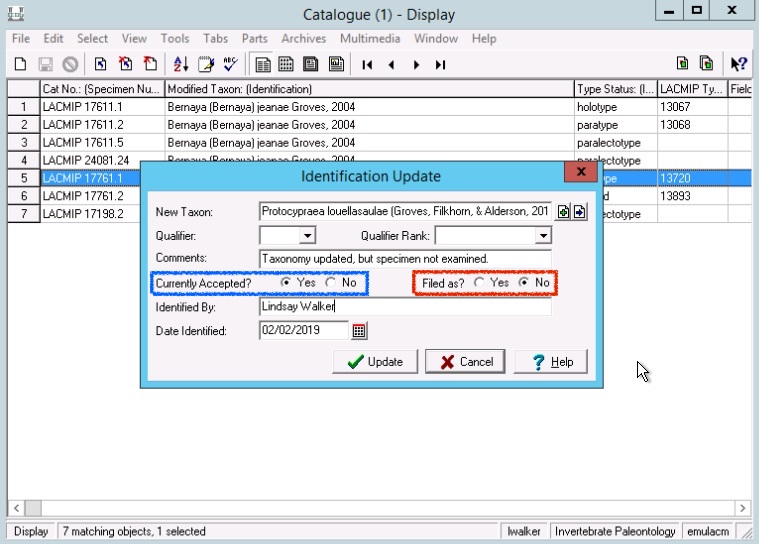 Catalogue (1) - Display
File Edit Select View Tools Tabs Parts Archives Multimedia Window Help
Cat No.: (Specimen Nu... Modified Taxon: (Identification) Type Status: (I... LACMIP Ty... Field
1 LACMIP 17611.1 Bernaya (Bernaya) jeanae Groves, 2004 holotype 13067
2 LACMIP 17611.2 Bernaya (Bernaya) jeanae Groves, 2004 paratype 13068
3 LACMIP 17611.5 Bernaya (Bernaya) jeanae Groves, 2004 paralectotype
4 LACMIP 24081.24 Bernaya (Bernaya) jeanae Groves, 2004 paralectotype
5 LACMIP 17761.1 13720
6 LACMIP 17761.2 13893
7 LACMIP 17198.2
Identification Update
New Taxon: Protocypraea louellasaulae (Groves, Filkhorn, & Alderson, 201
Qualifier: Qualifier Rank:
Comments: Taxonomy updated, but specimen not examined.
Currently Accepted? Yes No Filed as? Yes No
Identified By: Lindsay Walker
Date Identified: 02/02/2019
Update Cancel Help
Display 7 matching objects, 1 selected lwalker Invertebrate Paleontology emulacm